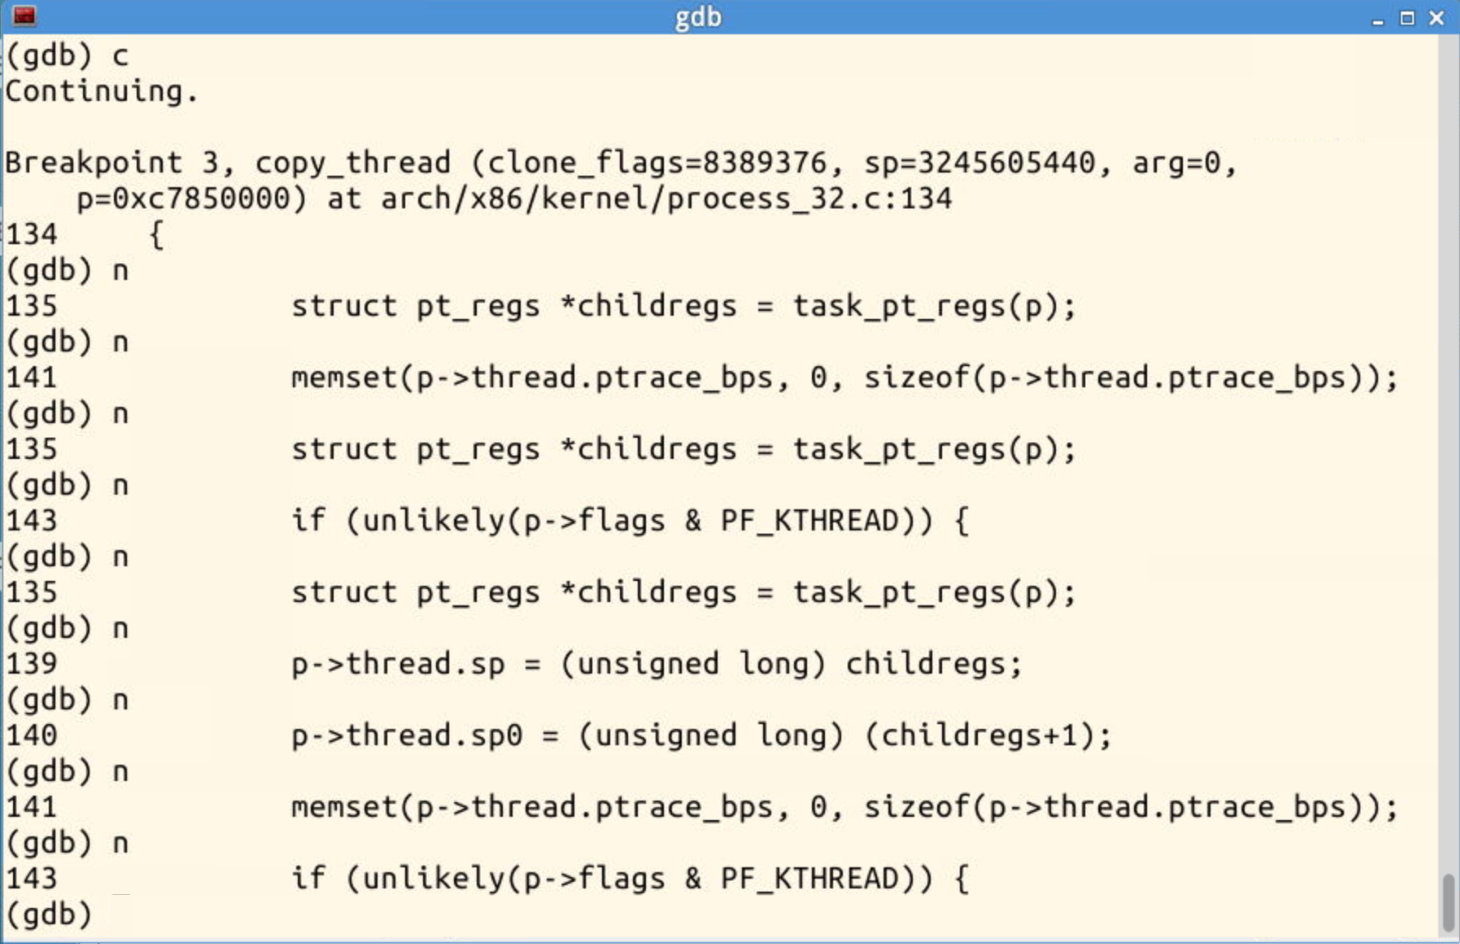 gdb
(gdb) c
Continuing.
Breakpoint 3, copy_thread (clone_flags=8389376, sp=3245605440, arg=0,
    p=0xc7850000) at arch/x86/kernel/process_32.c:134
134     {
(gdb) n
135             struct pt_regs *childregs = task_pt_regs(p);
(gdb) n
141             memset(p->thread.ptrace_bps, 0, sizeof(p->thread.ptrace_bps));
(gdb) n
135             struct pt_regs *childregs = task_pt_regs(p);
(gdb) n
143             if (unlikely(p->flags & PF_KTHREAD)) {
(gdb) n
135             struct pt_regs *childregs = task_pt_regs(p);
(gdb) n
139             p->thread.sp = (unsigned long) childregs;
(gdb) n
140             p->thread.sp0 = (unsigned long) (childregs+1);
(gdb) n
141             memset(p->thread.ptrace_bps, 0, sizeof(p->thread.ptrace_bps));
(gdb) n
143             if (unlikely(p->flags & PF_KTHREAD)) {
(gdb)